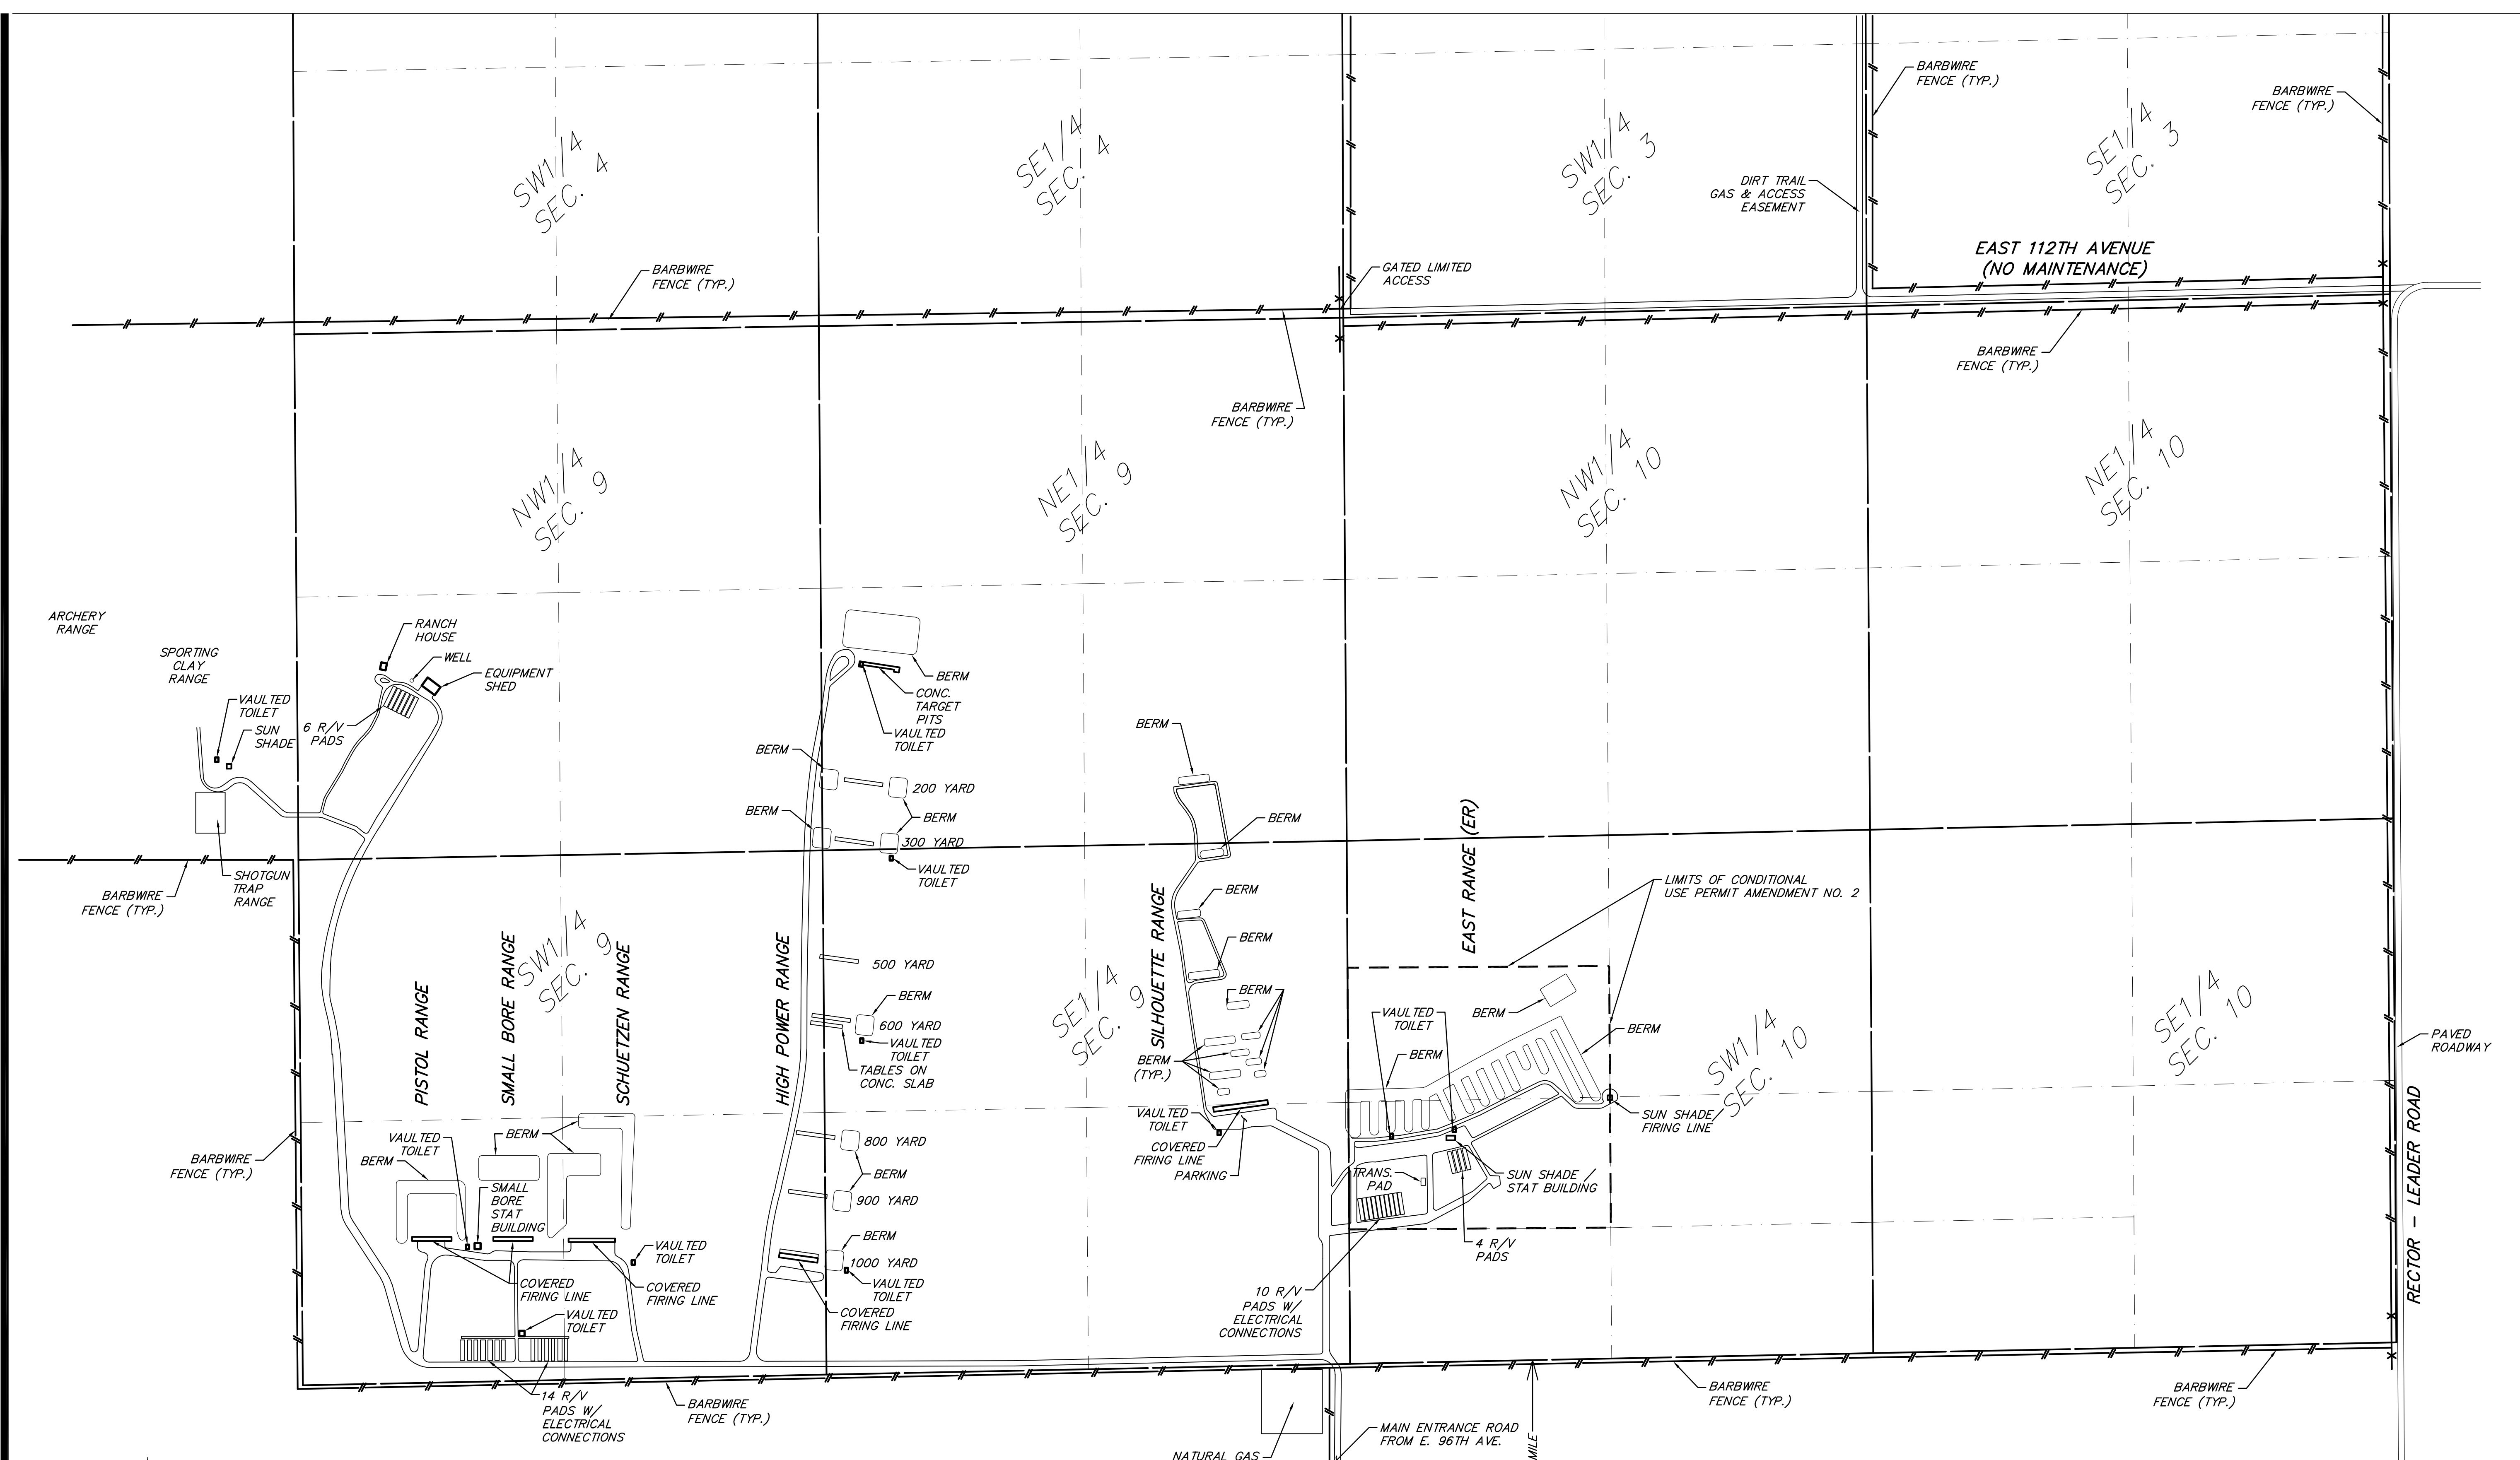 BARBWIRE
FENCE (TYP.)
BARBWIRE
FENCE (TYP.)
SW1/4
SEC. 4
SE1/4
SEC. 4
SW1/4
SEC. 3
SE1/4
SEC. 3
DIRT TRAIL
GAS & ACCESS
EASEMENT
EAST 112TH AVENUE
(NO MAINTENANCE)
BARBWIRE
FENCE (TYP.)
GATED LIMITED
ACCESS
BARBWIRE
FENCE (TYP.)
BARBWIRE
FENCE (TYP.)
NW1/4
SEC. 9
NE1/4
SEC. 9
NW1/4
SEC. 10
NE1/4
SEC. 10
ARCHERY
RANGE
SPORTING
CLAY
RANGE
RANCH
HOUSE
WELL
EQUIPMENT
SHED
VAULTED
TOILET
SUN
SHADE
6 R/V
PADS
BERM
CONC.
TARGET
PITS
VAULTED
TOILET
BERM
200 YARD
BERM
BERM
300 YARD
VAULTED
TOILET
BERM
BERM
BERM
BERM
SHOTGUN
TRAP
RANGE
BARBWIRE
FENCE (TYP.)
EAST RANGE (ER)
LIMITS OF CONDITIONAL
USE PERMIT AMENDMENT NO. 2
PISTOL RANGE
SMALL BORE RANGE
SW1/4
SEC. 9
SCHUETZEN RANGE
HIGH POWER RANGE
500 YARD
BERM
600 YARD
VAULTED
TOILET
TABLES ON
CONC. SLAB
SE1/4
SEC. 9
SILHOUETTE RANGE
BERM
BERM
(TYP.)
VAULTED
TOILET
BERM
BERM
BERM
SW1/4
SEC. 10
SE1/4
SEC. 10
PAVED
ROADWAY
RECTOR - LEADER ROAD
BARBWIRE
FENCE (TYP.)
VAULTED
TOILET
BERM
BERM
SMALL
BORE
STAT
BUILDING
800 YARD
BERM
900 YARD
VAULTED
TOILET
COVERED
FIRING LINE
PARKING
SUN SHADE/
FIRING LINE
TRANS.
PAD
SUN SHADE /
STAT BUILDING
4 R/V
PADS
10 R/V
PADS W/
ELECTRICAL
CONNECTIONS
BERM
1000 YARD
VAULTED
TOILET
COVERED
FIRING LINE
VAULTED
TOILET
COVERED
FIRING LINE
COVERED
FIRING LINE
VAULTED
TOILET
14 R/V
PADS W/
ELECTRICAL
CONNECTIONS
BARBWIRE
FENCE (TYP.)
BARBWIRE
FENCE (TYP.)
BARBWIRE
FENCE (TYP.)
MAIN ENTRANCE ROAD
FROM E. 96TH AVE.
NATURAL GAS
MILE